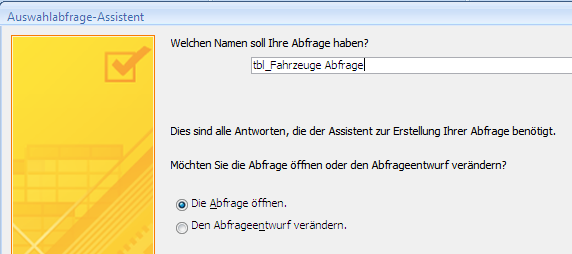 Auswahlabfrage-Assistent
Welchen Namen soll Ihre Abfrage haben?
tbl_Fahrzeuge Abfrage
Dies sind alle Antworten, die der Assistent zur Erstellung Ihrer Abfrage benötigt.
Möchten Sie die Abfrage öffnen oder den Abfrageentwurf verändern?
Die Abfrage öffnen.
Den Abfrageentwurf verändern.